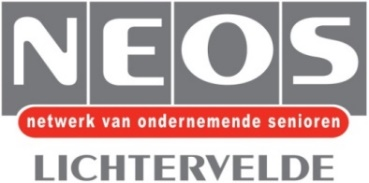 NEOS
netwerk van ondernemende senioren
LICHTERVELDE